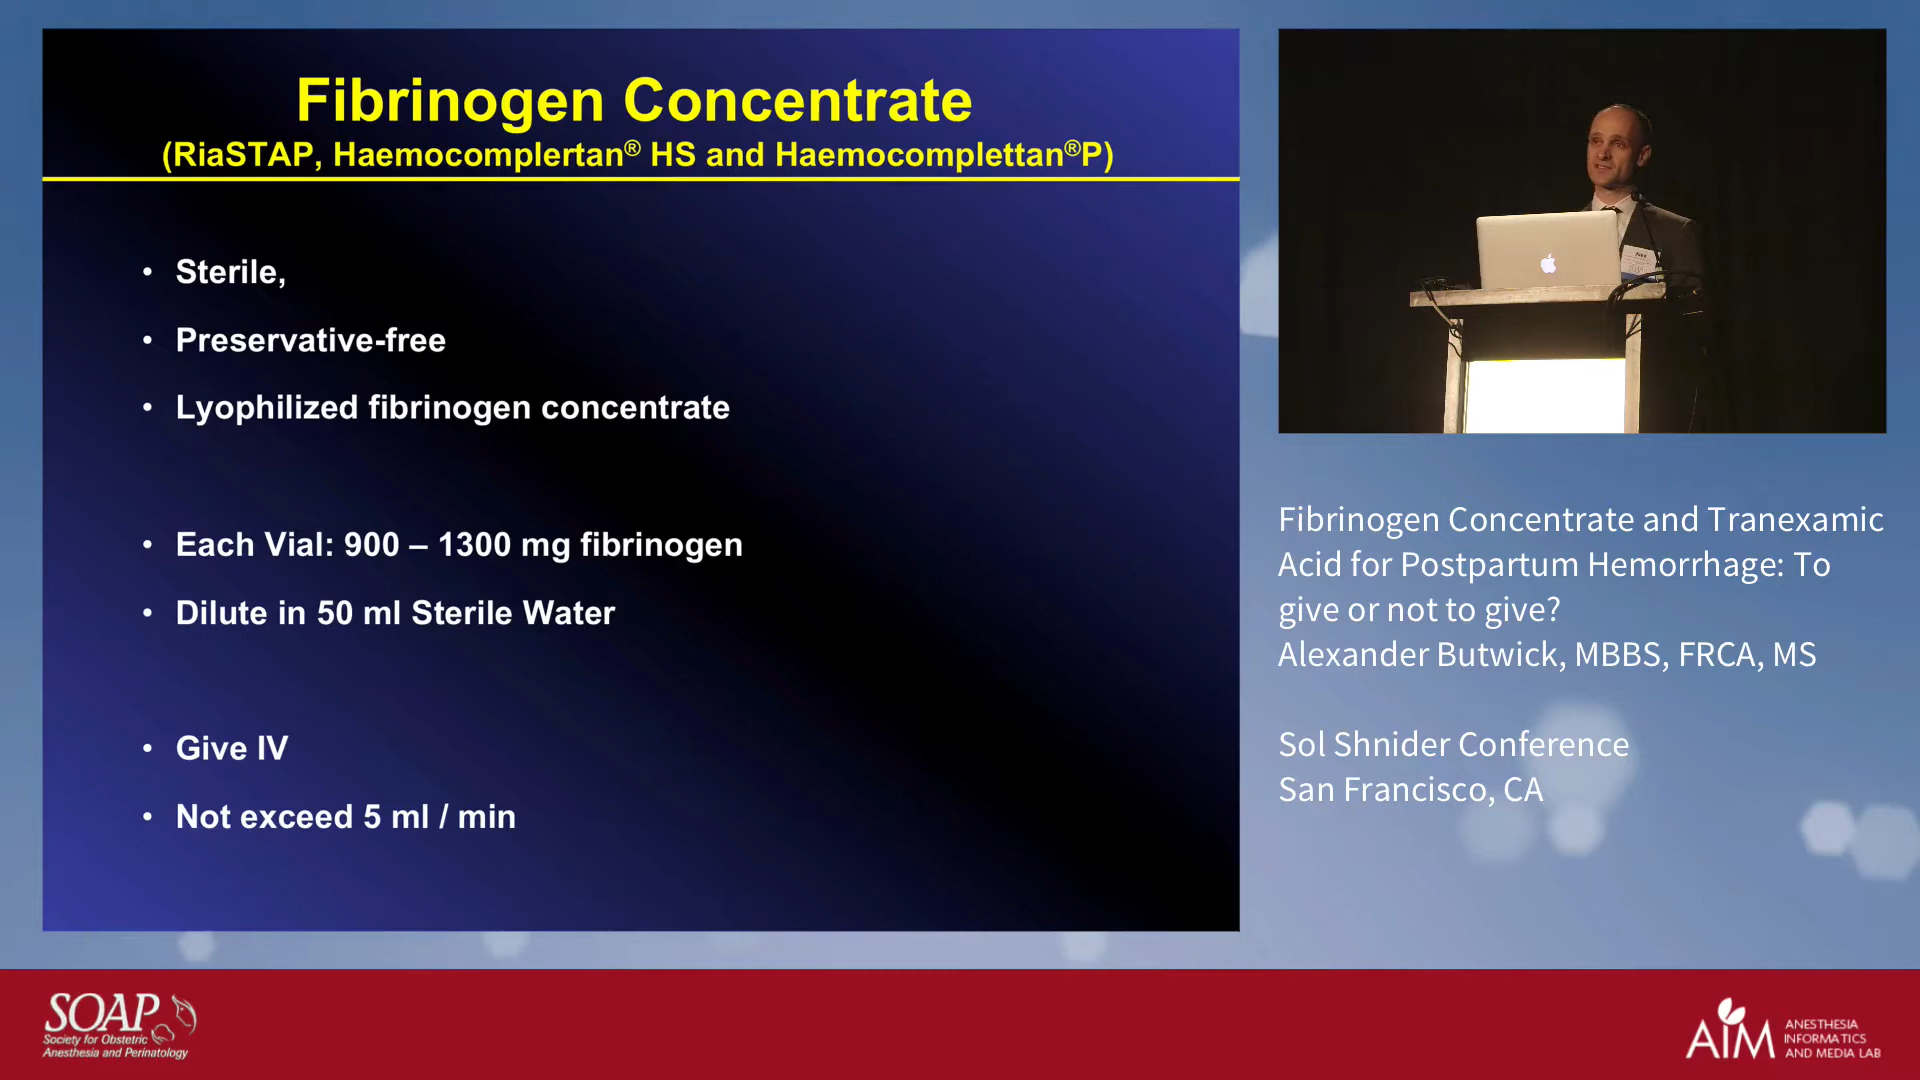 Fibrinogen Concentrate
(RiaSTAP, Haemocomplertan® HS and Haemocomplettan®P)
• Sterile,
• Preservative-free
• Lyophilized fibrinogen concentrate
• Each Vial: 900 – 1300 mg fibrinogen
• Dilute in 50 ml Sterile Water
• Give IV
• Not exceed 5 ml / min
Fibrinogen Concentrate and Tranexamic
Acid for Postpartum Hemorrhage: To
give or not to give?
Alexander Butwick, MBBS, FRCA, MS
Sol Shnider Conference
San Francisco, CA
SOAP
Society for Obstetric
Anesthesia and Perinatology
AIM
ANESTHESIA
INFORMATICS
AND MEDIA LAB